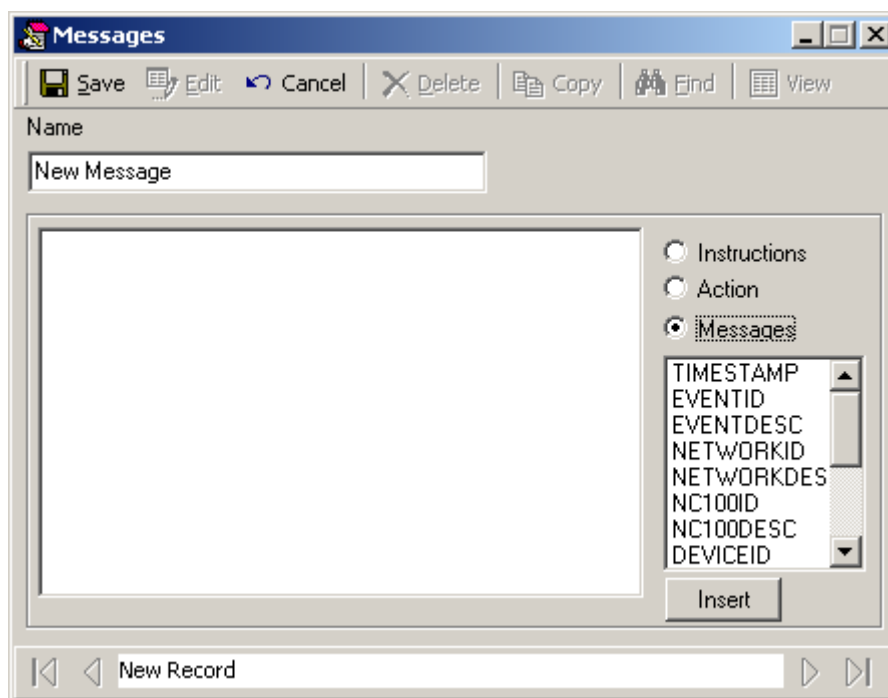 Messages
Save Edit Cancel Delete Copy Find View
Name
New Message
Instructions
Action
Messages
TIMESTAMP
EVENTID
EVENTDESC
NETWORKID
NETWORKDES
NC100ID
NC100DESC
DEVICEID
Insert
New Record